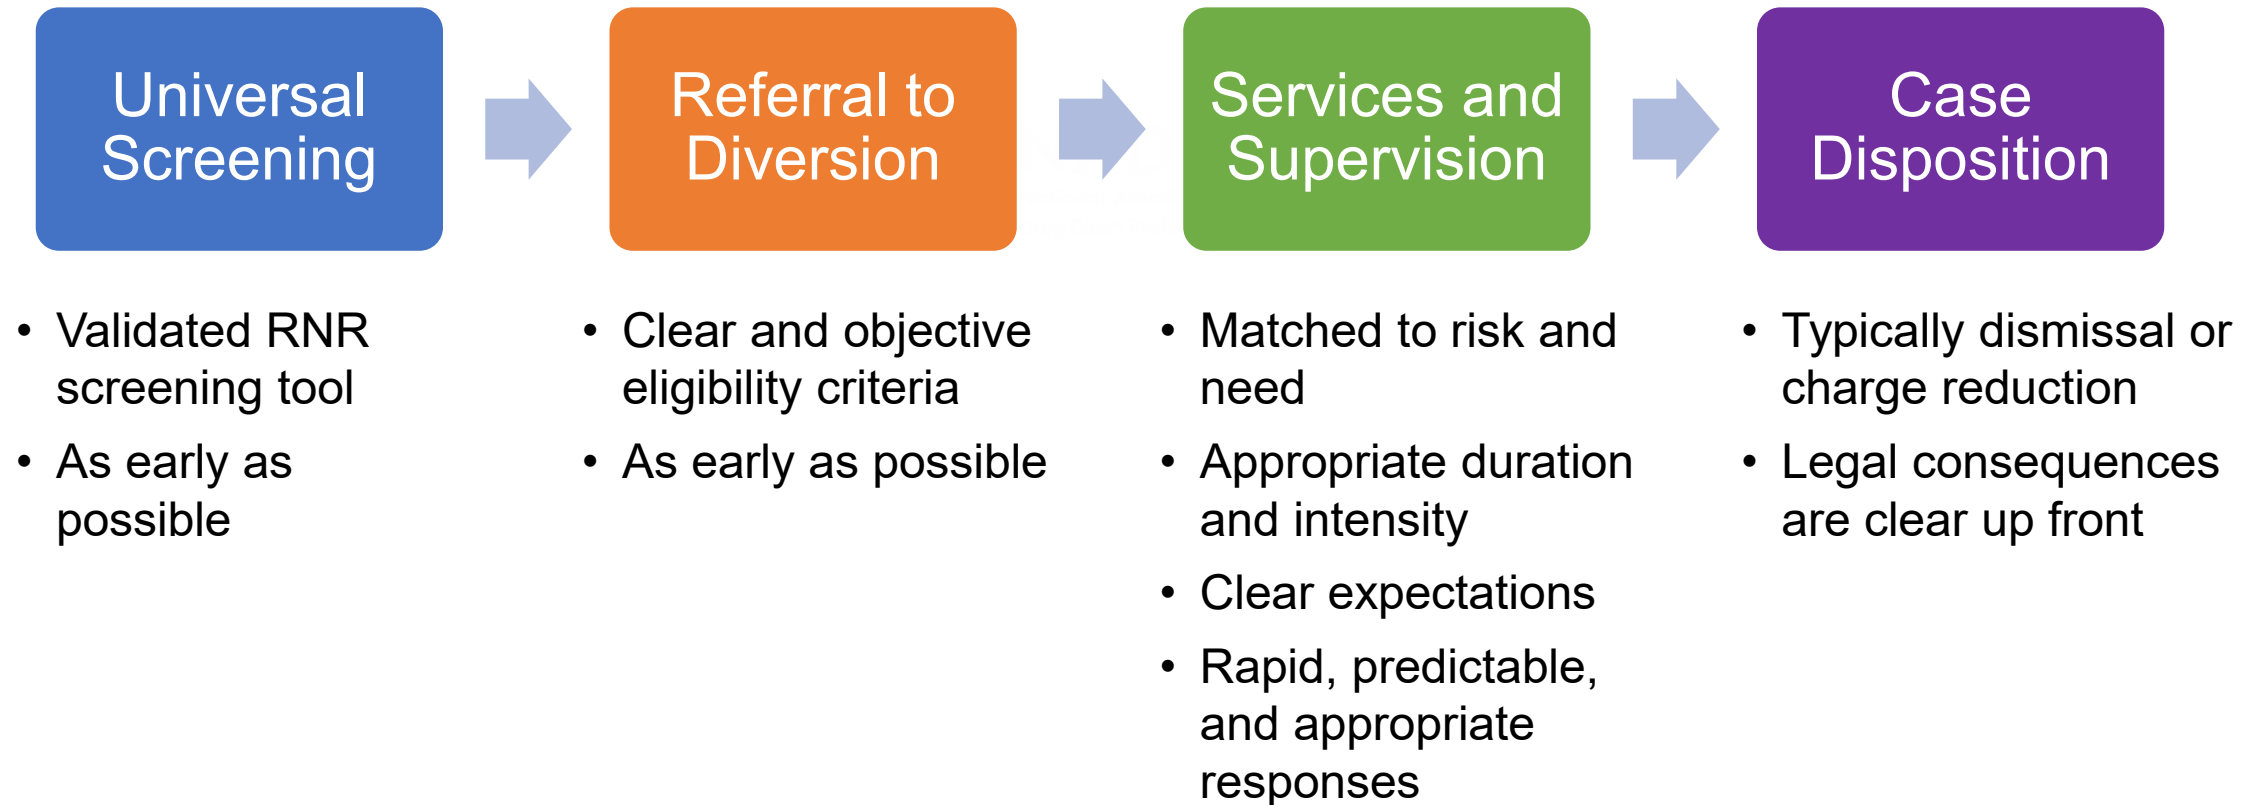 Universal
Screening
Referral to
Diversion
Services and
Supervision
Case
Disposition
• Validated RNR
screening tool
• As early as
possible
• Clear and objective
eligibility criteria
• As early as possible
• Matched to risk and
need
• Appropriate duration
and intensity
• Clear expectations
• Rapid, predictable,
and appropriate
responses
• Typically dismissal or
charge reduction
• Legal consequences
are clear up front